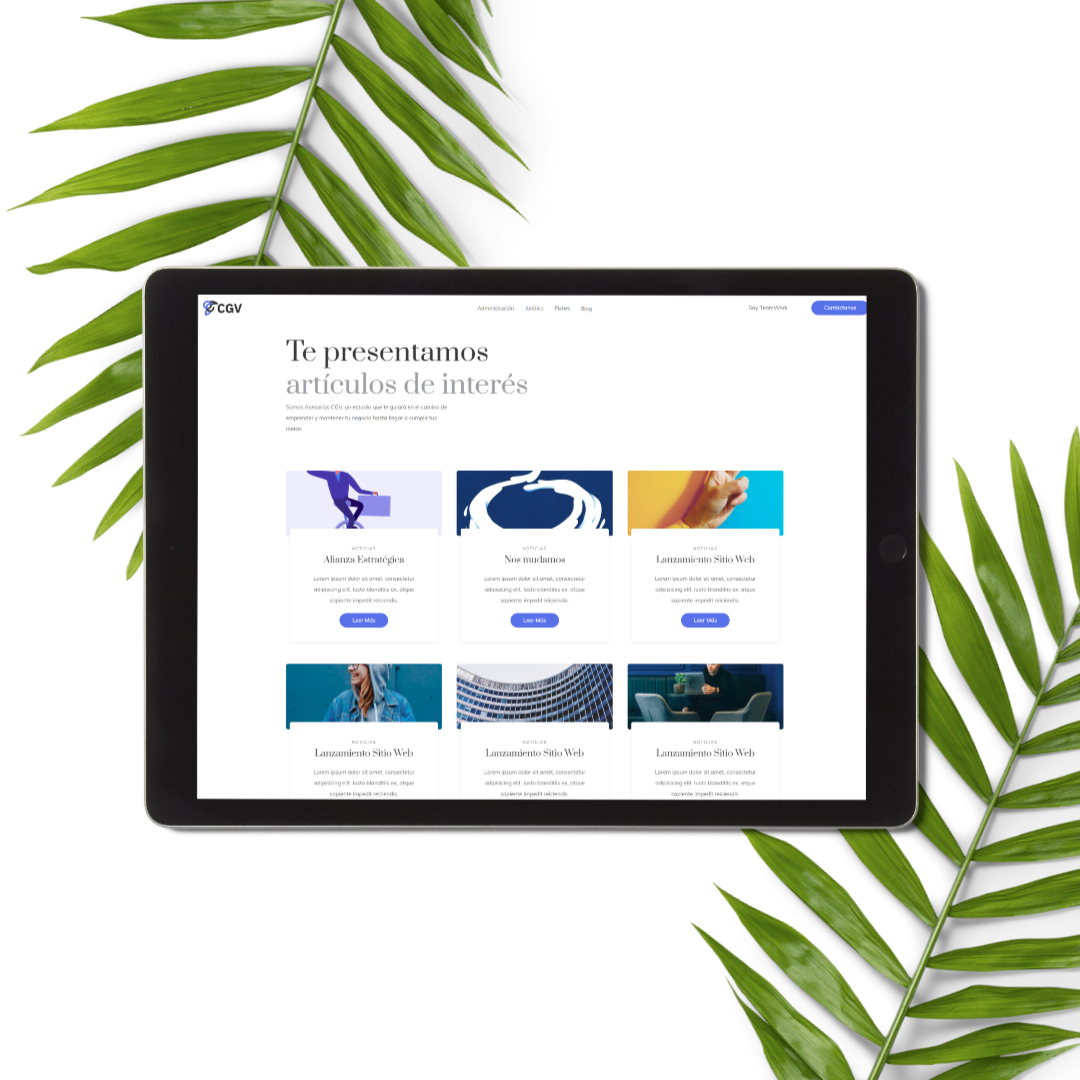 CGV
Administración Jurídico Planes Blog Soy TeamWork Contáctanos
Te presentamos
artículos de interés
Somos Asesorías CGV, un estudio que te guiará en el camino de
emprender y mantener tu negocio hasta llegar a cumplir tus
metas.
NOTICIAS
Alianza Estratégica
Lorem ipsum dolor sit amet, consectetur
adipisicing elit. Iusto blanditiis ex, atque
sapiente impedit reiciendis.
Leer Más
NOTICIAS
Nos mudamos
Lorem ipsum dolor sit amet, consectetur
adipisicing elit. Iusto blanditiis ex, atque
sapiente impedit reiciendis.
Leer Más
NOTICIAS
Lanzamiento Sitio Web
Lorem ipsum dolor sit amet, consectetur
adipisicing elit. Iusto blanditiis ex, atque
sapiente impedit reiciendis.
Leer Más
NOTICIAS
Lanzamiento Sitio Web
Lorem ipsum dolor sit amet, consectetur
adipisicing elit. Iusto blanditiis ex, atque
sapiente impedit reiciendis.
NOTICIAS
Lanzamiento Sitio Web
Lorem ipsum dolor sit amet, consectetur
adipisicing elit. Iusto blanditiis ex, atque
sapiente impedit reiciendis.
NOTICIAS
Lanzamiento Sitio Web
Lorem ipsum dolor sit amet, consectetur
adipisicing elit. Iusto blanditiis ex, atque
sapiente impedit reiciendis.